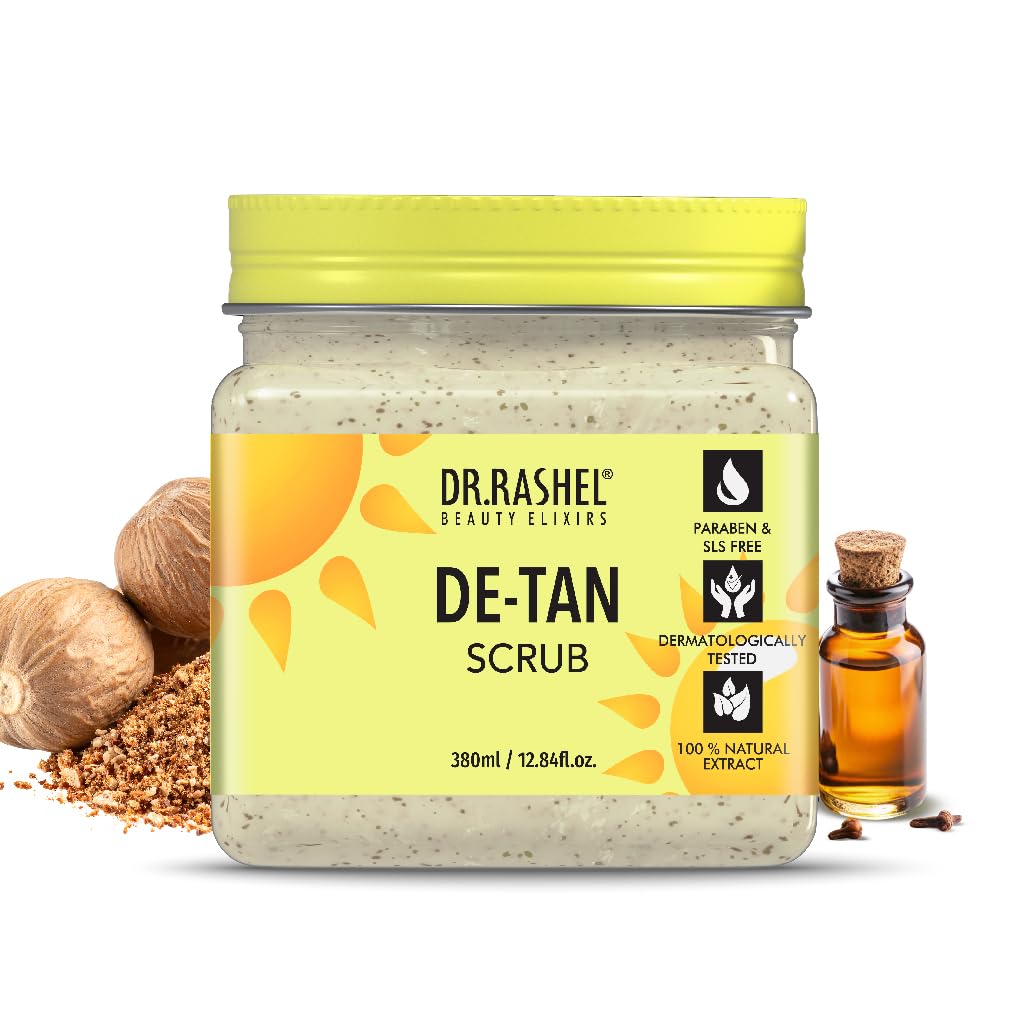 DR.RASHEL®
BEAUTY ELIXIRS
DE-TAN
SCRUB
380ml / 12.84fl.oz.
PARABEN &
SLS FREE
DERMATOLOGICALLY
TESTED
100 % NATURAL
EXTRACT